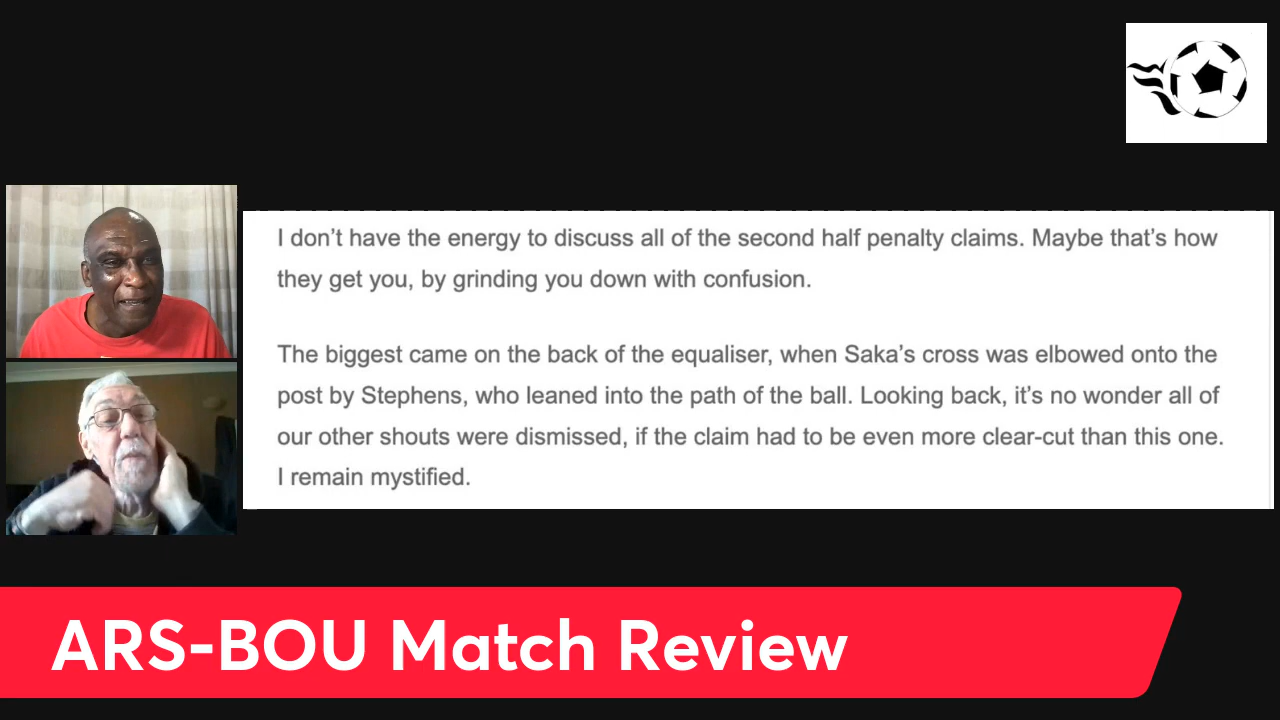 I don’t have the energy to discuss all of the second half penalty claims. Maybe that’s how
they get you, by grinding you down with confusion.
The biggest came on the back of the equaliser, when Saka’s cross was elbowed onto the
post by Stephens, who leaned into the path of the ball. Looking back, it’s no wonder all of
our other shouts were dismissed, if the claim had to be even more clear-cut than this one.
I remain mystified.
ARS-BOU Match Review